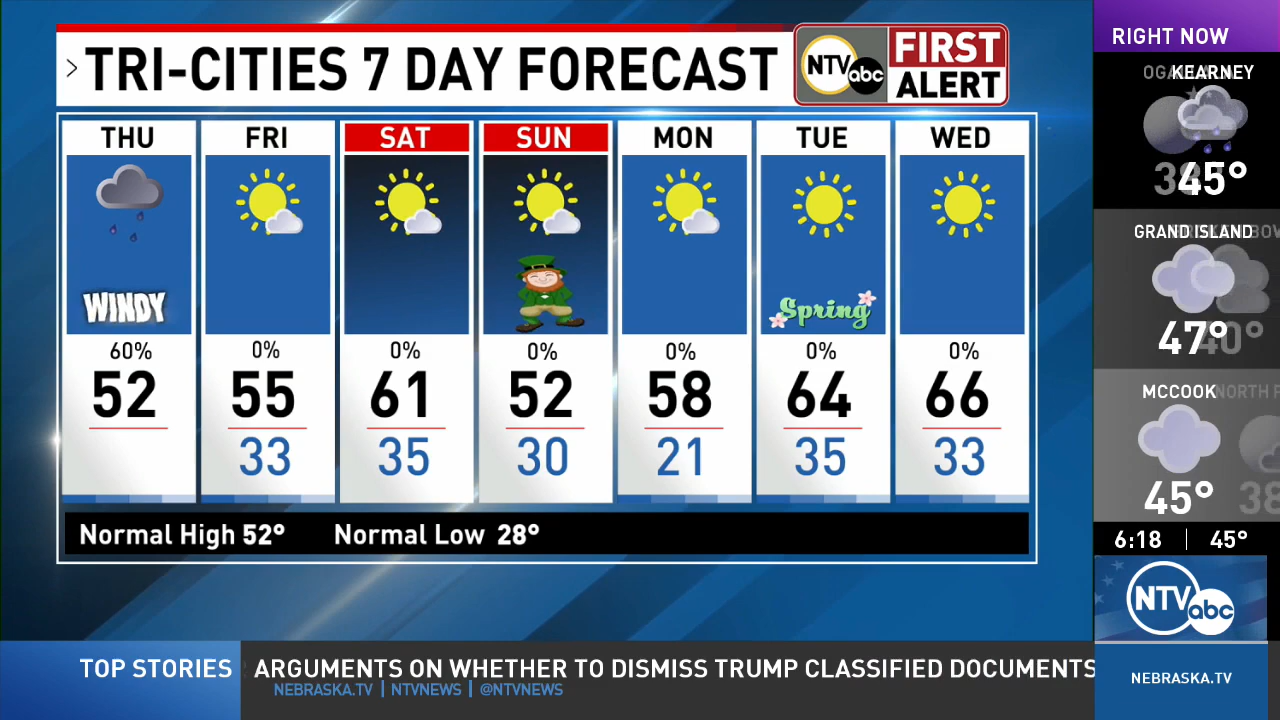 > TRI-CITIES 7 DAY FORECAST
NTV abc
FIRST ALERT
THU FRI SAT SUN MON TUE WED
WINDY
Spring
60% 0% 0% 0% 0% 0% 0%
52 55 61 52 58 64 66
33 35 30 21 35 33
Normal High 52° Normal Low 28°
RIGHT NOW
KEARNEY
45°
GRAND ISLAND
47° 40°
MCCOOK
45° 38
6:18 | 45°
NTV abc
NEBRASKA.TV
TOP STORIES
ARGUMENTS ON WHETHER TO DISMISS TRUMP CLASSIFIED DOCUMENTS
NEBRASKA.TV | NTVNEWS | @NTVNEWS